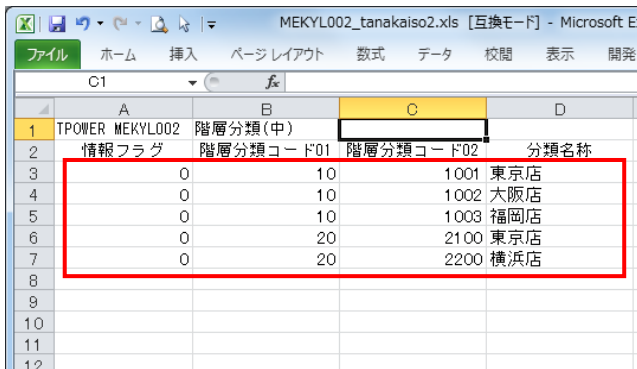 MEKYL002_tanakaiso2.xls [互換モード] - Microsoft E
ファイル ホーム 挿入 ページ レイアウト 数式 データ 校閲 表示 開発
C1 fx
A B C D
1 TPOWER MEKYL002 階層分類(中)
2 情報フラグ 階層分類コード01 階層分類コード02 分類名称
3 0 10 1001 東京店
4 0 10 1002 大阪店
5 0 10 1003 福岡店
6 0 20 2100 東京店
7 0 20 2200 横浜店
8
9
10
11
12